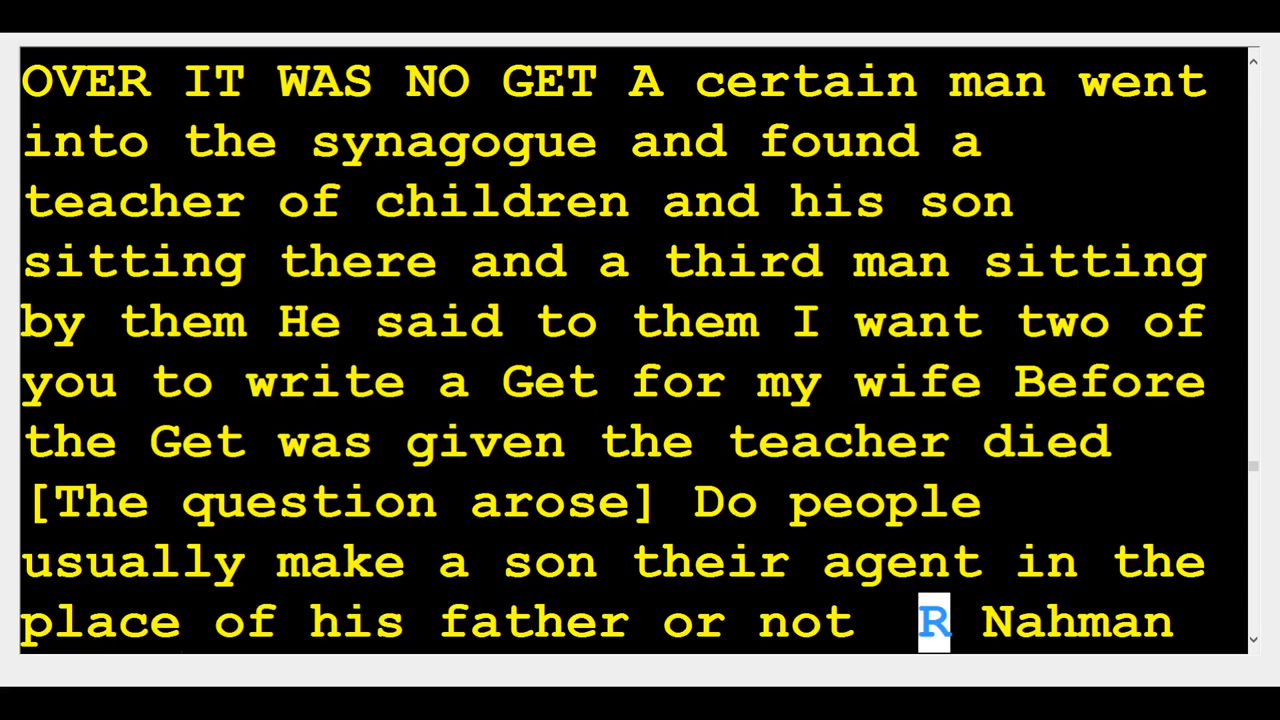 OVER IT WAS NO GET A certain man went
into the synagogue and found a
teacher of children and his son
sitting there and a third man sitting
by them He said to them I want two of
you to write a Get for my wife Before
the Get was given the teacher died
[The question arose] Do people
usually make a son their agent in the
place of his father or not R Nahman